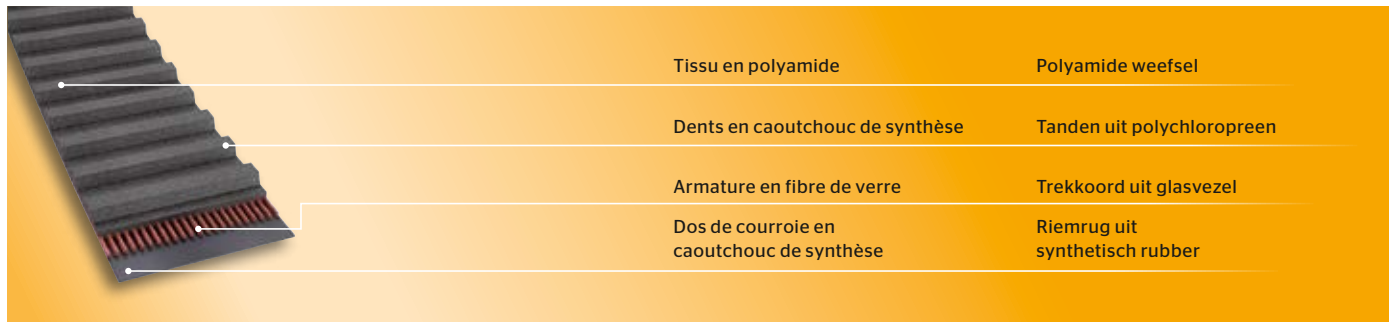 Tissu en polyamide
Polyamide weefsel
Dents en caoutchouc de synthèse
Tanden uit polychloropreen
Armature en fibre de verre
Trekkoord uit glasvezel
Dos de courroie en
caoutchouc de synthèse
Riemrug uit
synthetisch rubber